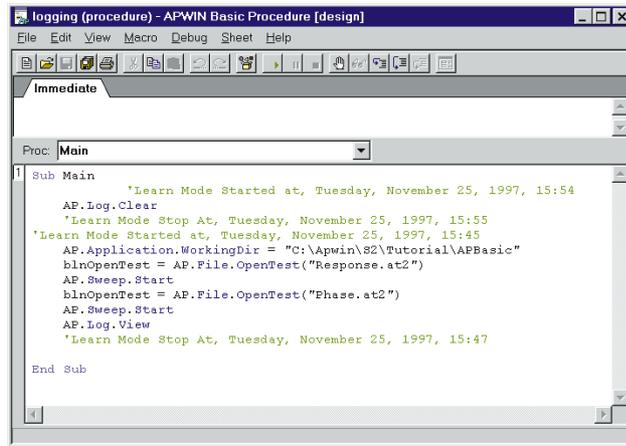 logging (procedure) - APWIN Basic Procedure [design]
File Edit View Macro Debug Sheet Help
Immediate
Proc: Main
1
Sub Main
'Learn Mode Started at, Tuesday, November 25, 1997, 15:54
AP.Log.Clear
'Learn Mode Stop At, Tuesday, November 25, 1997, 15:55
'Learn Mode Started at, Tuesday, November 25, 1997, 15:45
AP.Application.WorkingDir = "C:\Apwin\S2\Tutorial\APBasic"
blnOpenTest = AP.File.OpenTest("Response.at2")
AP.Sweep.Start
blnOpenTest = AP.File.OpenTest("Phase.at2")
AP.Sweep.Start
AP.Log.View
'Learn Mode Stop At, Tuesday, November 25, 1997, 15:47
End Sub